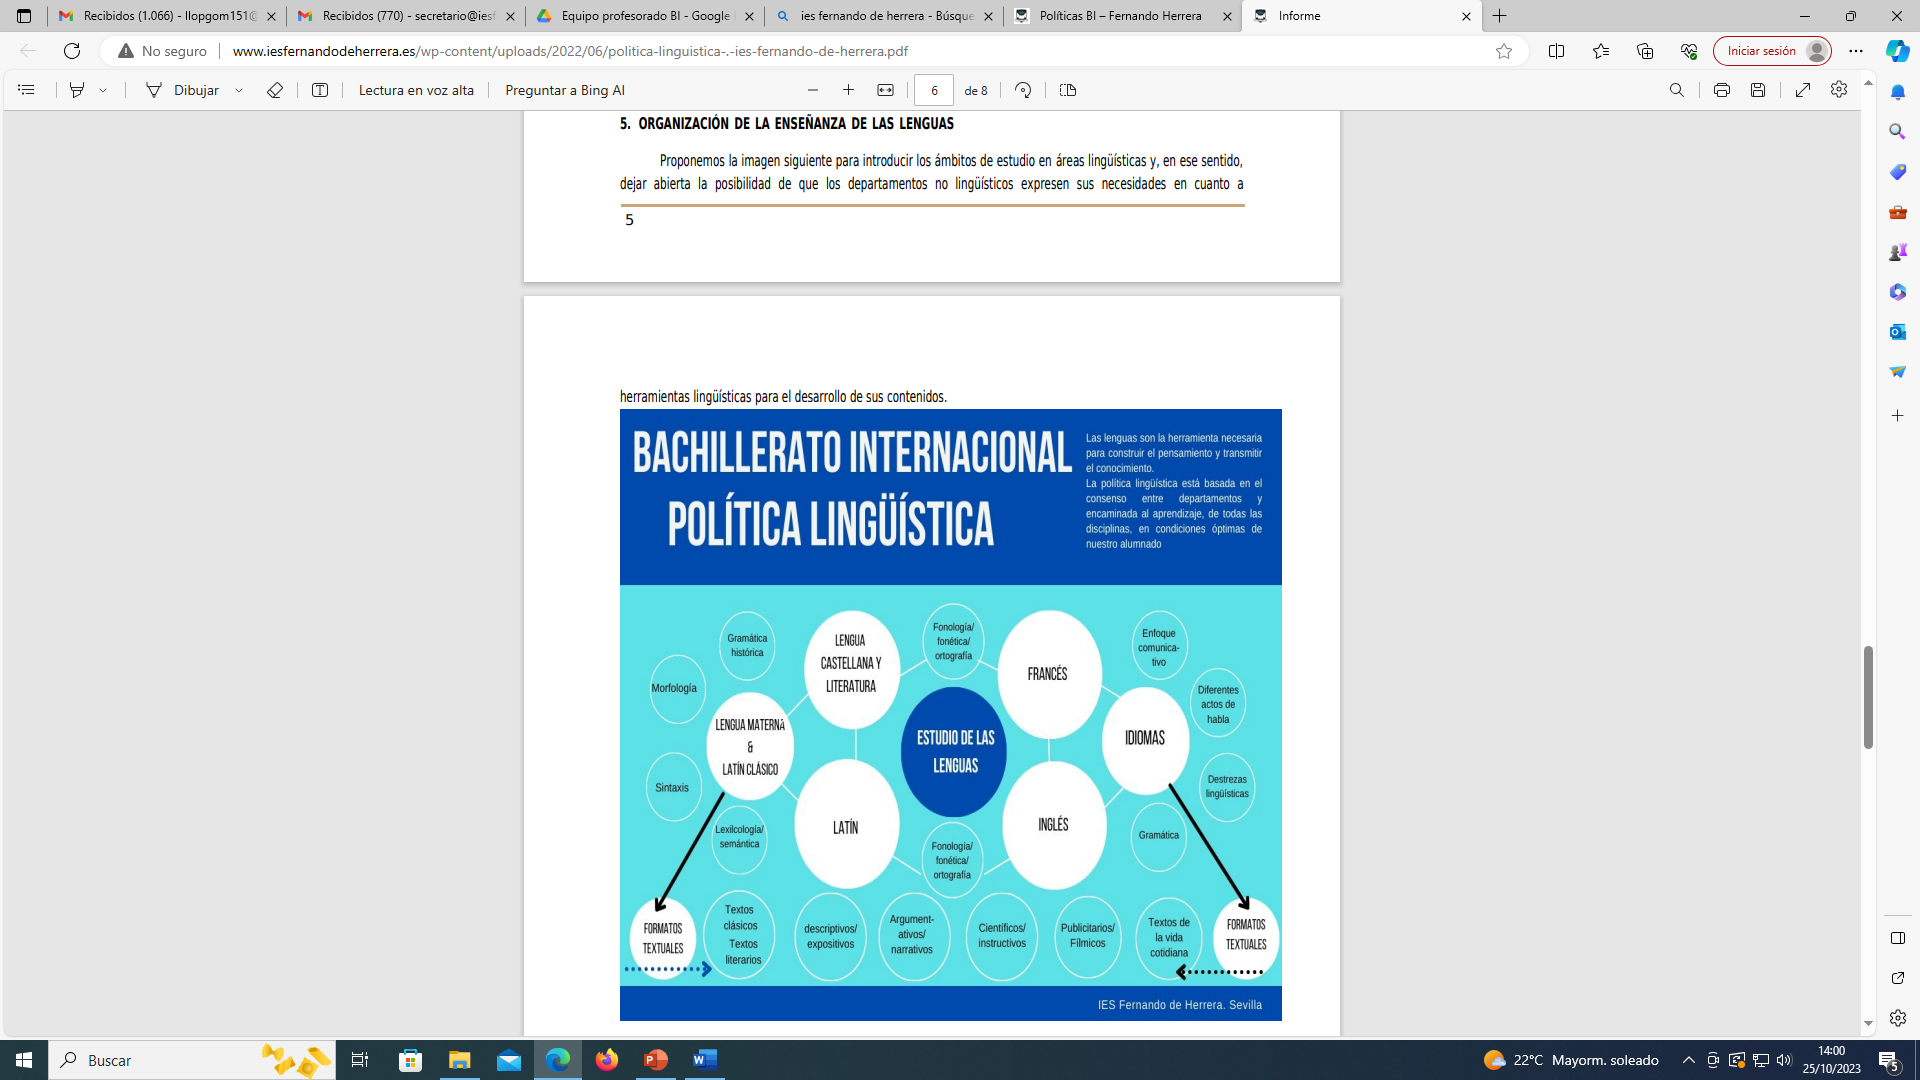 Recibidos (1.066) - llopgom151@
Recibidos (770) - secretario@iesf
Equipo profesorado BI - Google
ies fernando de herrera - Búsque
Políticas BI – Fernando Herrera
Informe
No seguro
www.iesfernandodeherrera.es/wp-content/uploads/2022/06/politica-linguistica-.-ies-fernando-de-herrera.pdf
Iniciar sesión
Dibujar
Lectura en voz alta
Preguntar a Bing AI
6
de 8
5. ORGANIZACIÓN DE LA ENSEÑANZA DE LAS LENGUAS
Proponemos la imagen siguiente para introducir los ámbitos de estudio en áreas lingüísticas y, en ese sentido,
dejar abierta la posibilidad de que los departamentos no lingüísticos expresen sus necesidades en cuanto a
5
herramientas lingüísticas para el desarrollo de sus contenidos.
BACHILLERATO INTERNACIONAL
POLÍTICA LINGÜÍSTICA
Las lenguas son la herramienta necesaria
para construir el pensamiento y transmitir
el conocimiento.
La política lingüística está basada en el
consenso entre departamentos y
encaminada al aprendizaje, de todas las
disciplinas, en condiciones óptimas de
nuestro alumnado
Gramática
histórica
LENGUA
CASTELLANA Y
LITERATURA
Fonología/
fonética/
ortografía
FRANCÉS
Enfoque
comunica-
tivo
Morfología
Diferentes
actos de
habla
LENGUA MATERNA
&
LATÍN CLÁSICO
ESTUDIO DE LAS
LENGUAS
IDIOMAS
Sintaxis
Destrezas
lingüísticas
Lexilcología/
semántica
LATÍN
Fonología/
fonética/
ortografía
INGLÉS
Gramática
FORMATOS
TEXTUALES
Textos
clásicos
Textos
literarios
descriptivos/
expositivos
Argument-
ativos/
narrativos
Científicos/
instructivos
Publicitarios/
Fílmicos
Textos de
la vida
cotidiana
FORMATOS
TEXTUALES
IES Fernando de Herrera. Sevilla
Buscar
22°C Mayorm. soleado
14:00
25/10/2023
5